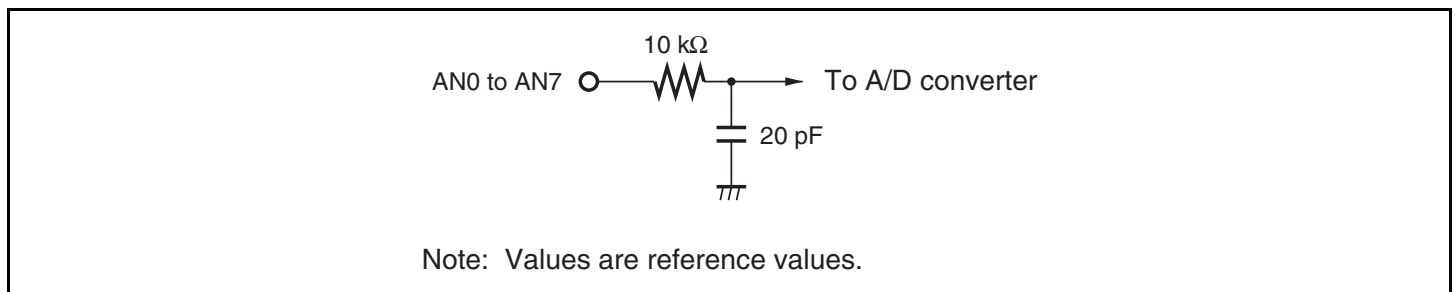 10 kΩ
AN0 to AN7 To A/D converter
20 pF
Note: Values are reference values.